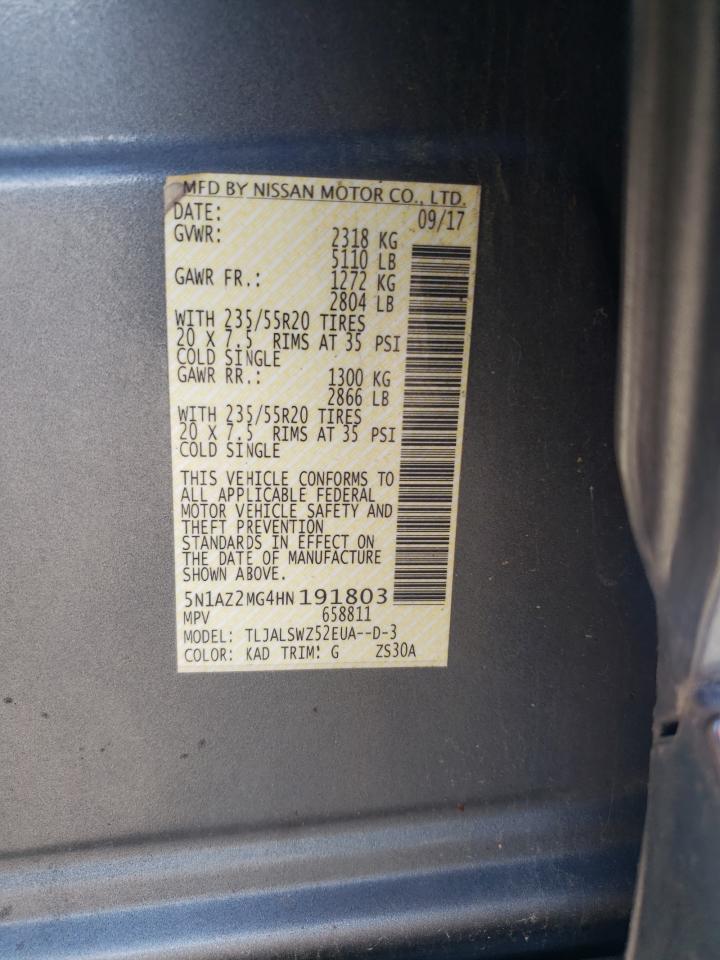 MFD BY NISSAN MOTOR CO., LTD.
DATE: 09/17
GVWR: 2318 KG
5110 LB
GAWR FR.: 1272 KG
2804 LB
WITH 235/55R20 TIRES
20 X 7.5 RIMS AT 35 PSI
COLD SINGLE
GAWR RR.: 1300 KG
2866 LB
WITH 235/55R20 TIRES
20 X 7.5 RIMS AT 35 PSI
COLD SINGLE
THIS VEHICLE CONFORMS TO
ALL APPLICABLE FEDERAL
MOTOR VEHICLE SAFETY AND
THEFT PREVENTION
STANDARDS IN EFFECT ON
THE DATE OF MANUFACTURE
SHOWN ABOVE.
5N1AZ2MG4HN191803
MPV 658811
MODEL: TLJALSWZ52EUA--D-3
COLOR: KAD TRIM: G ZS30A